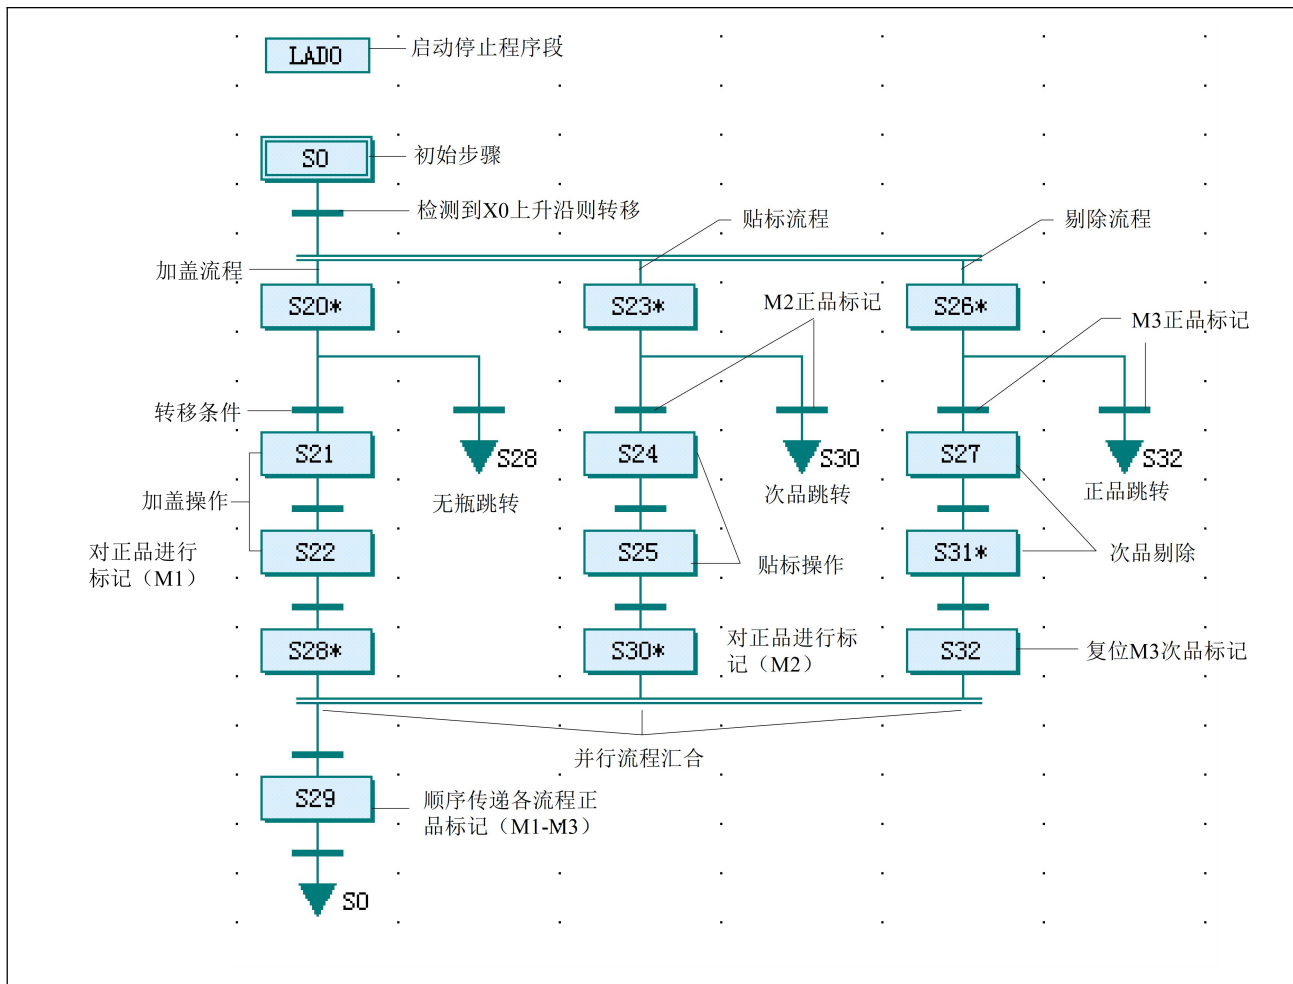 LAD0
启动停止程序段
S0
初始步骤
检测到X0上升沿则转移
贴标流程
剔除流程
加盖流程
S20*
S23*
S26*
M2正品标记
M3正品标记
转移条件
S21
S28
S24
S30
S27
S32
无瓶跳转
次品跳转
正品跳转
加盖操作
对正品进行
标记（M1）
S22
S25
贴标操作
S31*
次品剔除
S28*
S30*
对正品进行标
记（M2）
S32
复位M3次品标记
并行流程汇合
S29
顺序传递各流程正
品标记（M1-M3）
S0